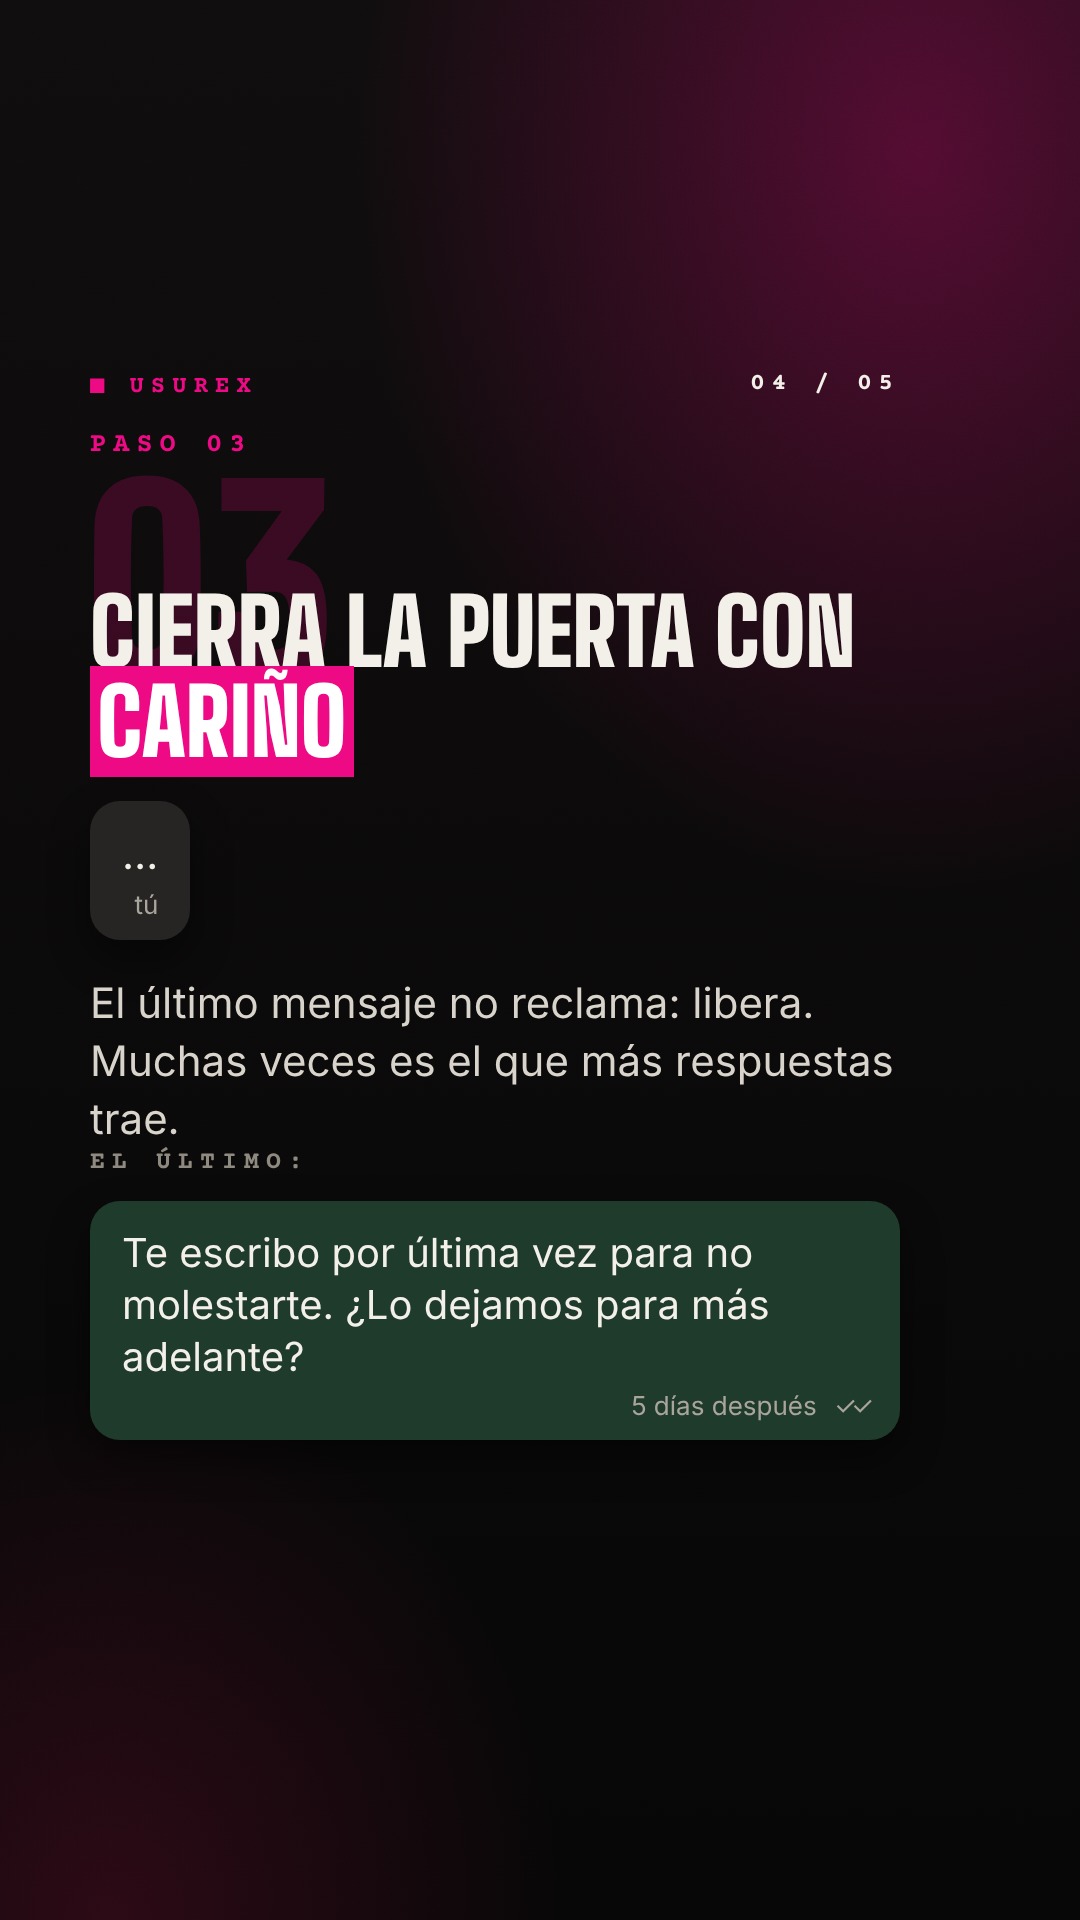 USUREX
04 / 05
PASO 03
03
CIERRA LA PUERTA CON
CARIÑO
...
tú
El último mensaje no reclama: libera.
Muchas veces es el que más respuestas
trae.
EL ÚLTIMO:
Te escribo por última vez para no
molestarte. ¿Lo dejamos para más
adelante?
5 días después